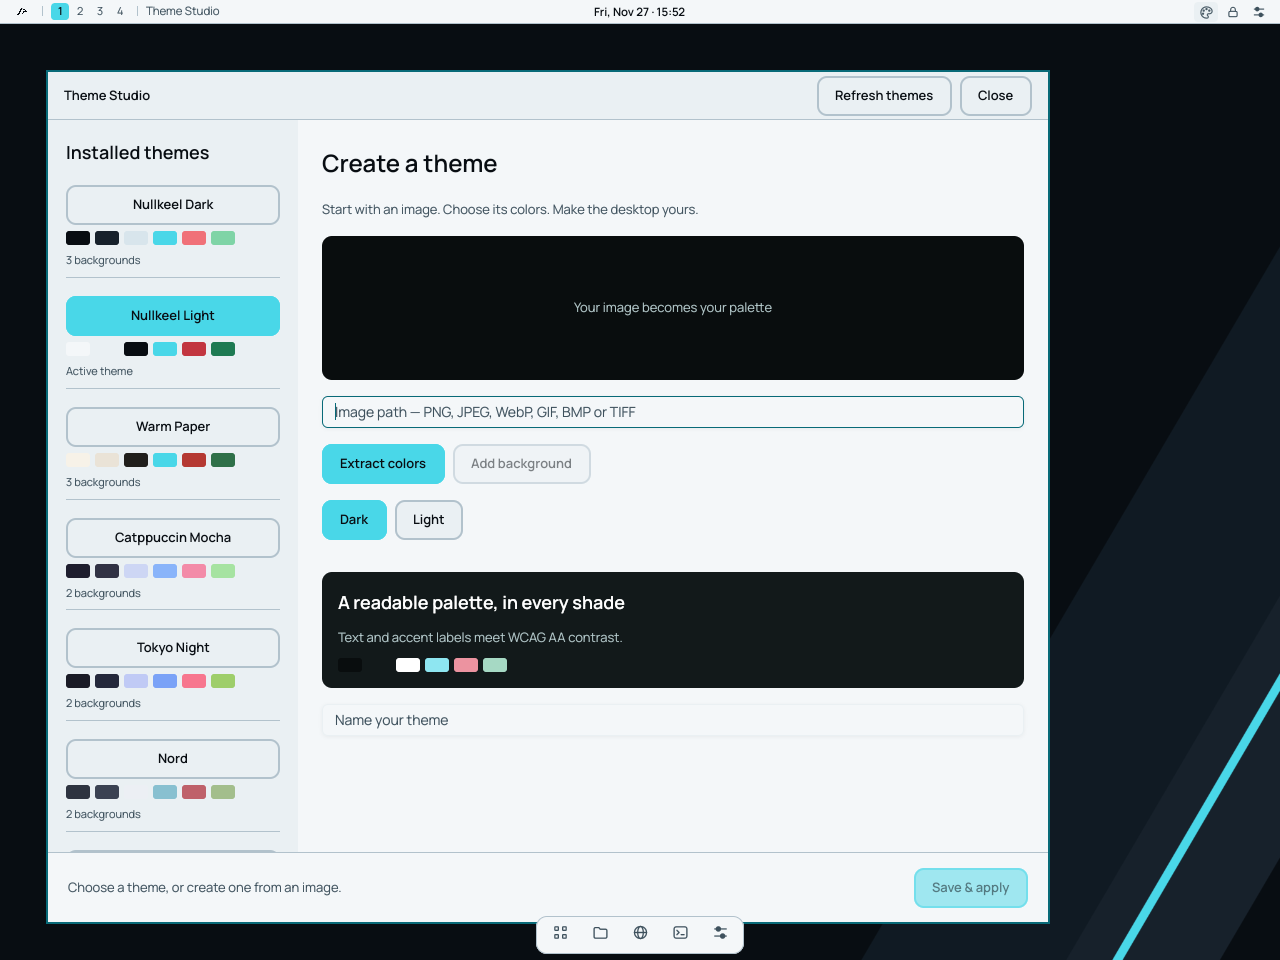 1 2 3 4 Theme Studio
Fri, Nov 27 · 15:52
Theme Studio
Refresh themes
Close
Installed themes
Nullkeel Dark
3 backgrounds
Nullkeel Light
Active theme
Warm Paper
3 backgrounds
Catppuccin Mocha
2 backgrounds
Tokyo Night
2 backgrounds
Nord
2 backgrounds
Create a theme
Start with an image. Choose its colors. Make the desktop yours.
Your image becomes your palette
Image path — PNG, JPEG, WebP, GIF, BMP or TIFF
Extract colors
Add background
Dark
Light
A readable palette, in every shade
Text and accent labels meet WCAG AA contrast.
Name your theme
Choose a theme, or create one from an image.
Save & apply